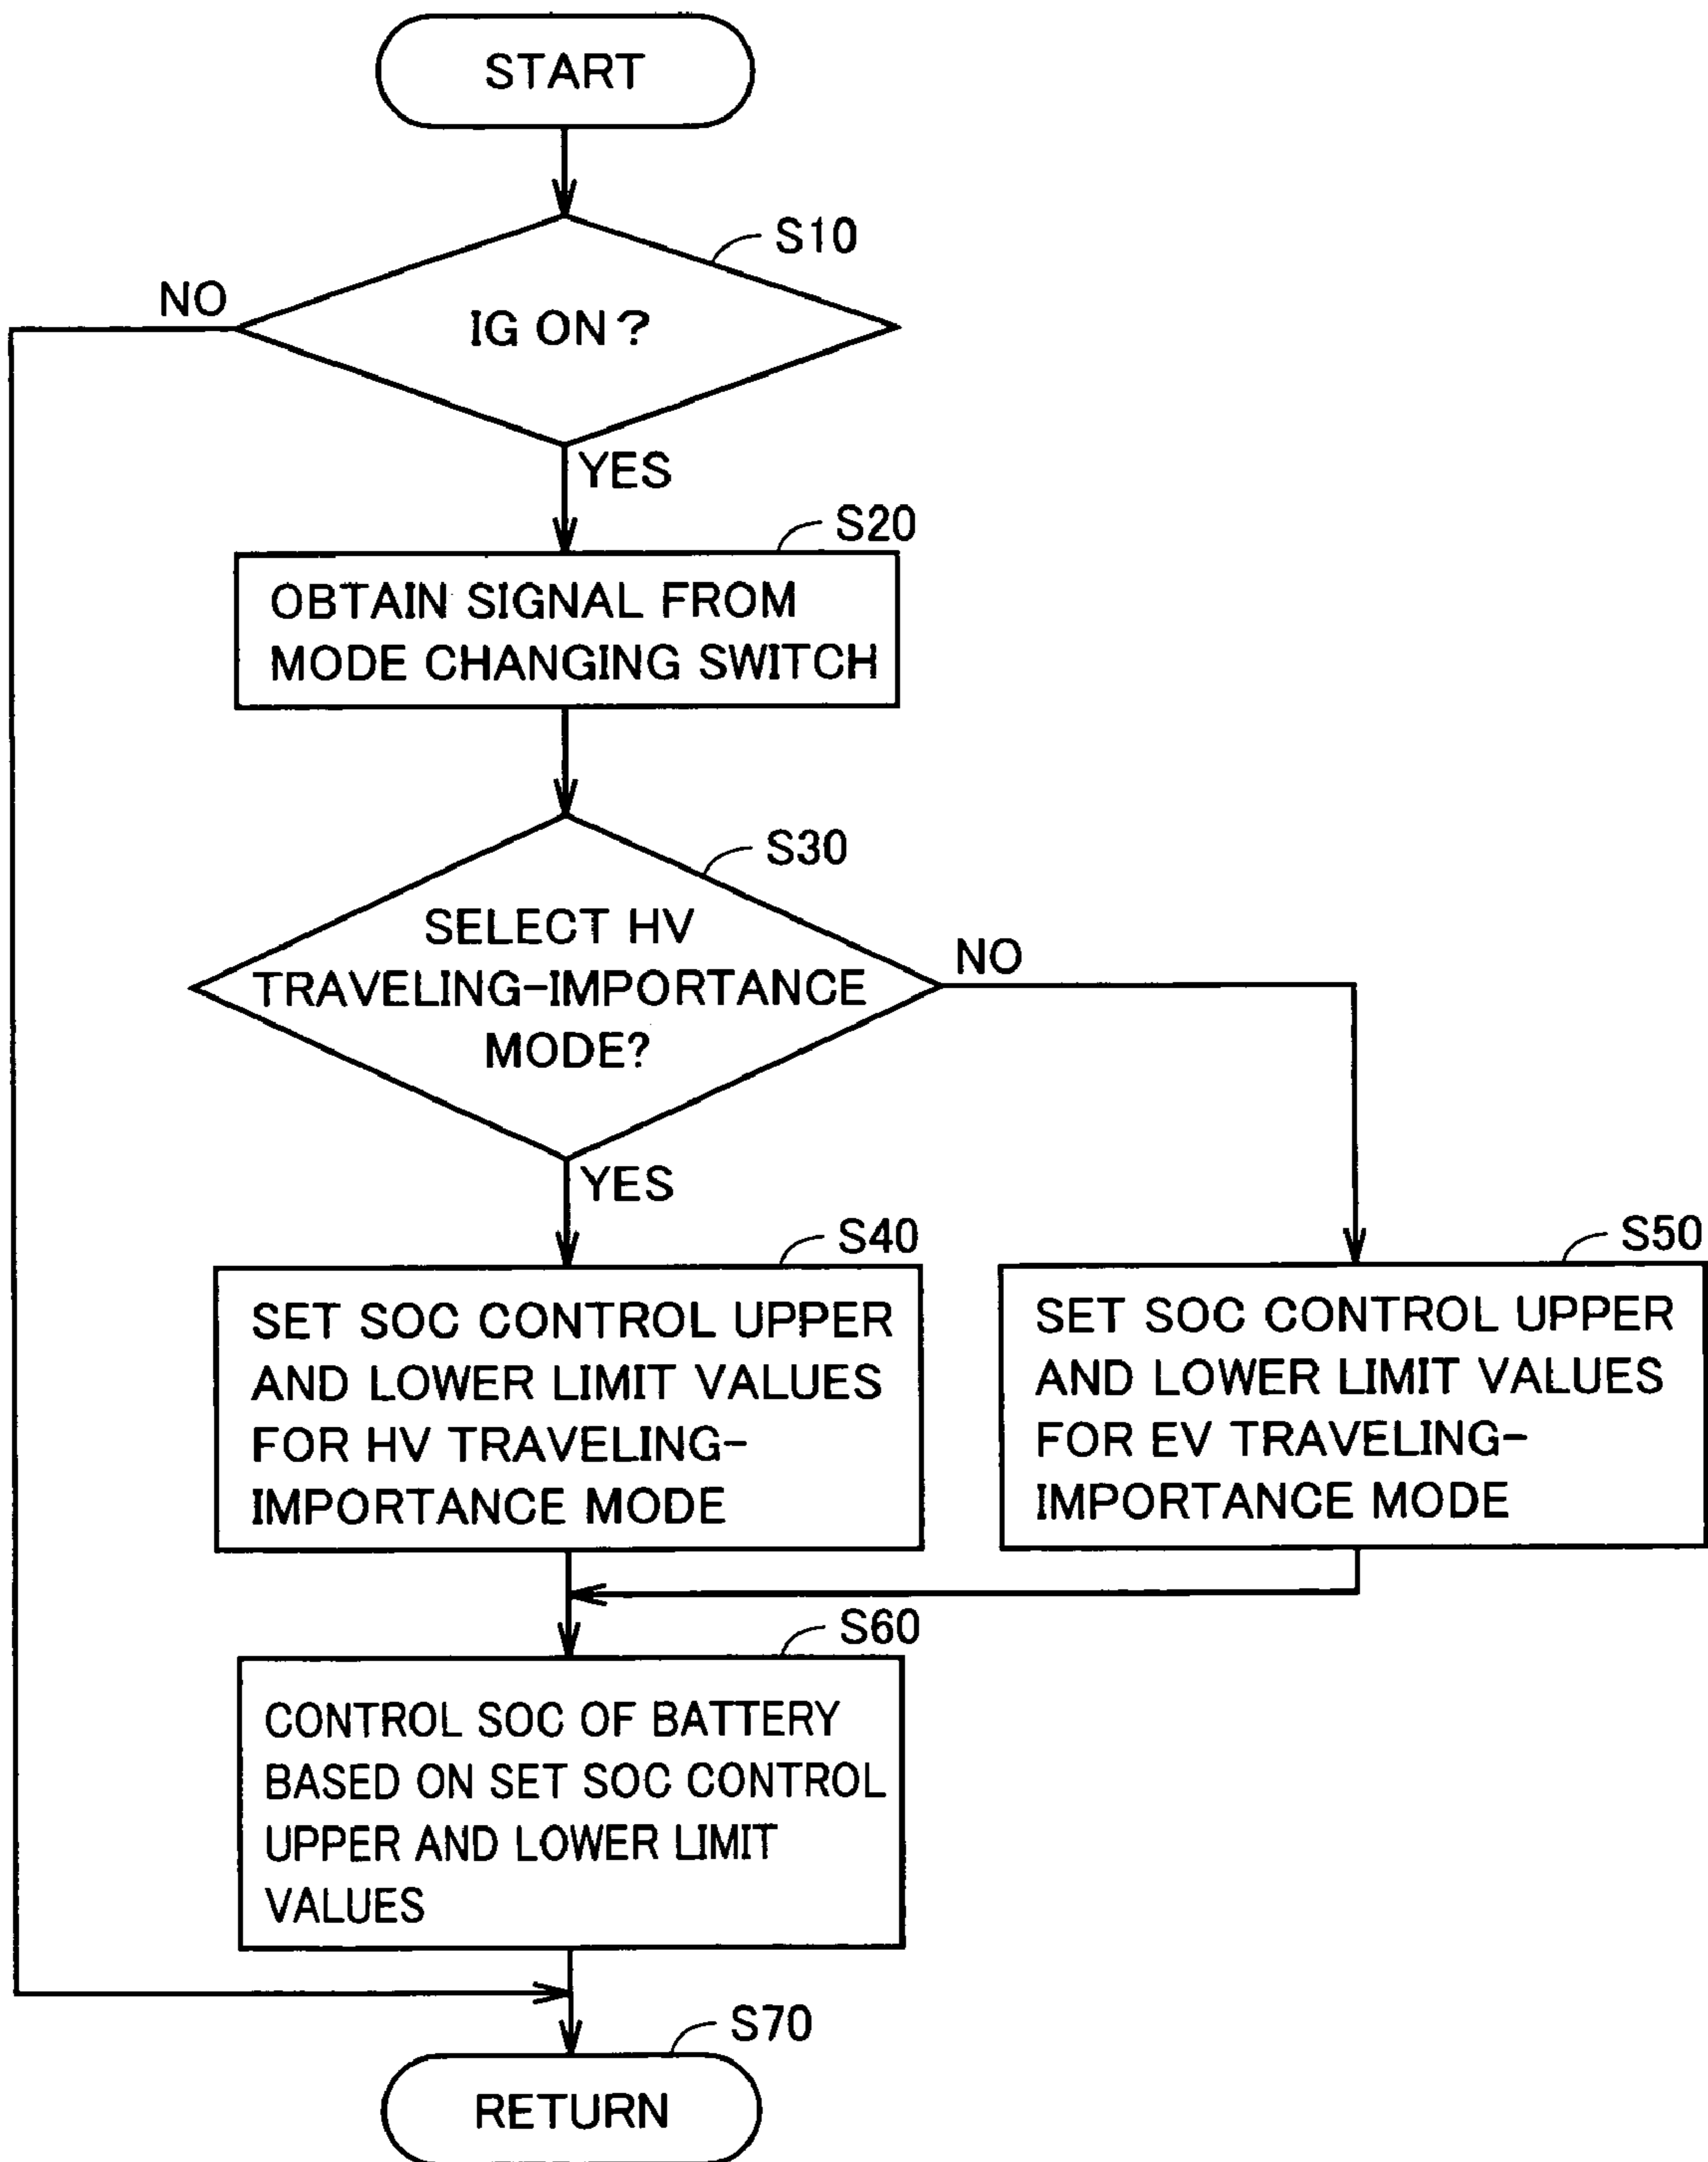 START
S10
NO
IG ON?
YES
S20
OBTAIN SIGNAL FROM
MODE CHANGING SWITCH
S30
SELECT HV
TRAVELING-IMPORTANCE
MODE?
NO
YES
S40
SET SOC CONTROL UPPER
AND LOWER LIMIT VALUES
FOR HV TRAVELING-
IMPORTANCE MODE
S50
SET SOC CONTROL UPPER
AND LOWER LIMIT VALUES
FOR EV TRAVELING-
IMPORTANCE MODE
S60
CONTROL SOC OF BATTERY
BASED ON SET SOC CONTROL
UPPER AND LOWER LIMIT
VALUES
S70
RETURN